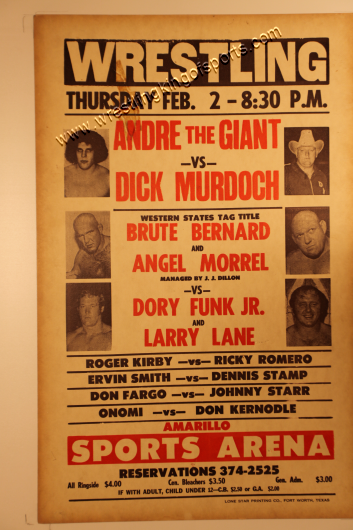 WRESTLING
THURSDAY FEB. 2 - 8:30 P.M.
ANDRE THE GIANT
—VS—
DICK MURDOCH
WESTERN STATES TAG TITLE
BRUTE BERNARD
AND
ANGEL MORREL
MANAGED BY J. J. DILLON
—VS—
DORY FUNK JR.
AND
LARRY LANE
ROGER KIRBY —vs— RICKY ROMERO
ERVIN SMITH —vs— DENNIS STAMP
DON FARGO —vs— JOHNNY STARR
ONOMI —vs— DON KERNODLE
AMARILLO
SPORTS ARENA
RESERVATIONS 374-2525
All Ringside $4.00 Gen. Bleachers $3.50 Gen. Adm. $3.00
IF WITH ADULT, CHILD UNDER 12—C.B. $2.50 or G.A. $2.00
LONE STAR PRINTING CO., FORT WORTH, TEXAS
www.wrestlingkingofsports.com